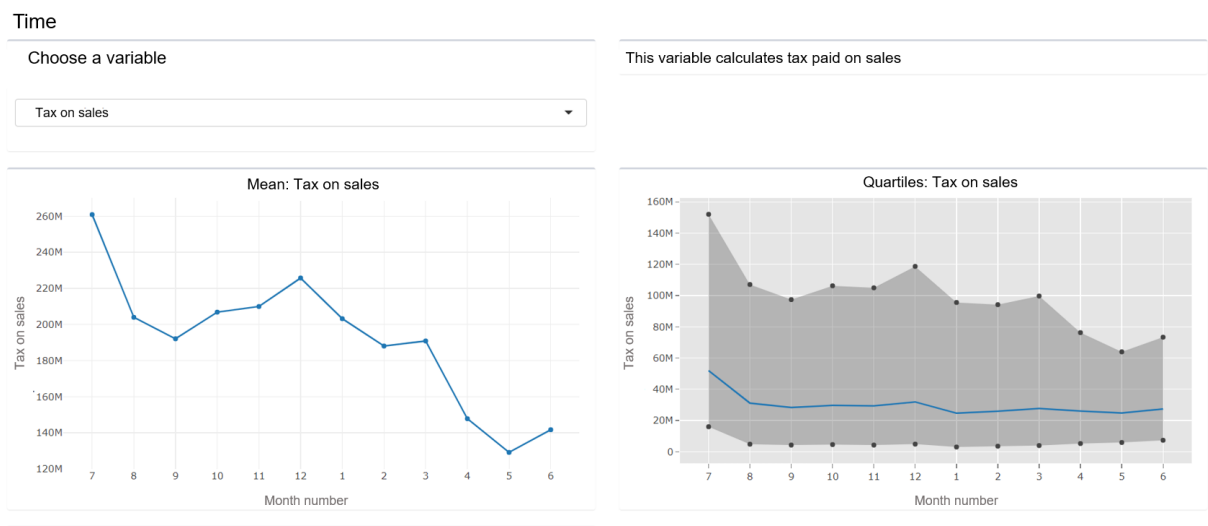 Time
Choose a variable
This variable calculates tax paid on sales
Tax on sales
Mean: Tax on sales
260M
240M
220M
200M
180M
160M
140M
120M
Tax on sales
7 8 9 10 11 12 1 2 3 4 5 6
Month number
Quartiles: Tax on sales
160M
140M
120M
100M
80M
60M
40M
20M
0
Tax on sales
7 8 9 10 11 12 1 2 3 4 5 6
Month number